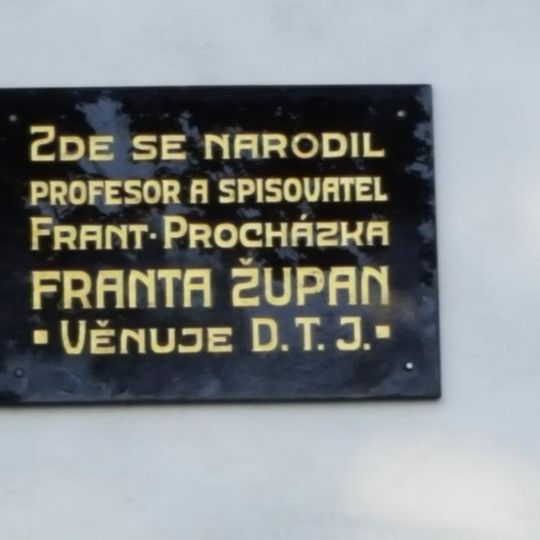 Zde se narodil
profesor a spisovatel
Frant. Procházka
Franta Župan
▪ Věnuje D. T. J. ▪